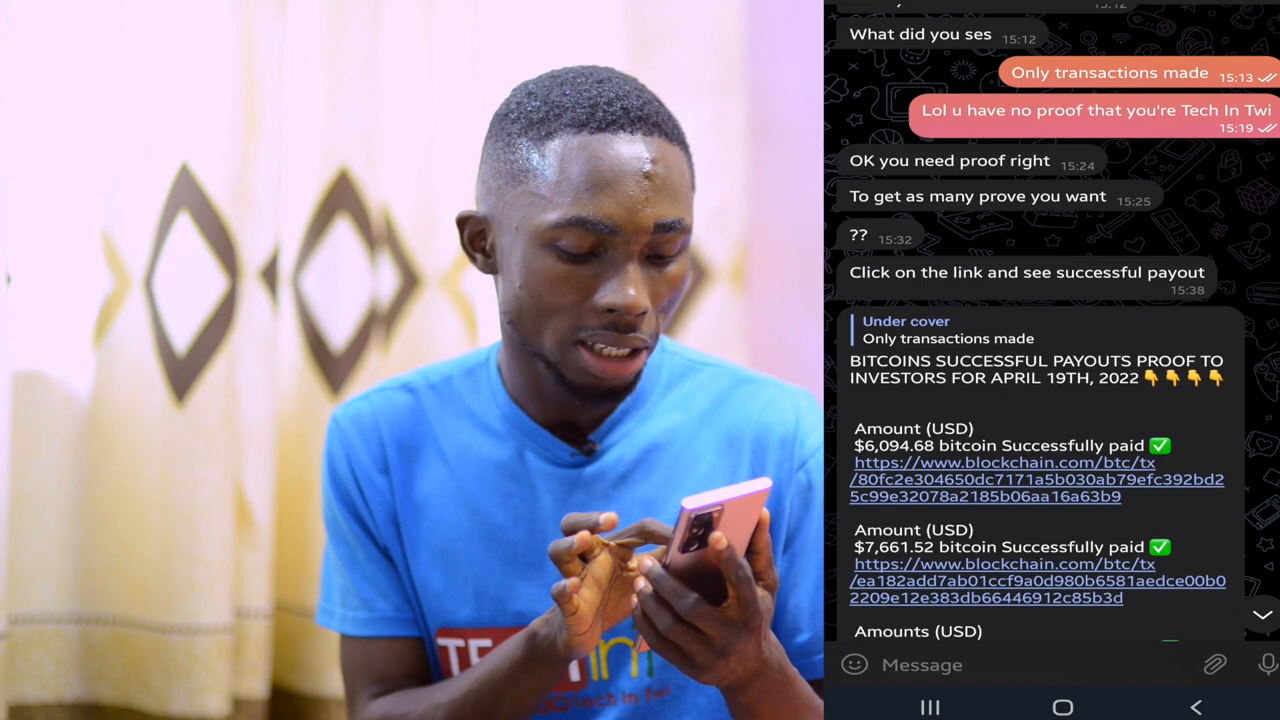 15:12
What did you ses 15:12
Only transactions made 15:13
Lol u have no proof that you're Tech In Twi
15:19
OK you need proof right 15:24
To get as many prove you want 15:25
?? 15:32
Click on the link and see successful payout
15:38
Under cover
Only transactions made
BITCOINS SUCCESSFUL PAYOUTS PROOF TO
INVESTORS FOR APRIL 19TH, 2022 👇👇👇👇
Amount (USD)
$6,094.68 bitcoin Successfully paid ✅
https://www.blockchain.com/btc/tx
/80fc2e304650dc7171a5b030ab79efc392bd2
5c99e32078a2185b06aa16a63b9
Amount (USD)
$7,661.52 bitcoin Successfully paid ✅
https://www.blockchain.com/btc/tx
/ea182add7ab01ccf9a0d980b6581aedce00b0
2209e12e383db66446912c85b3d
Amounts (USD)
Message
Tech In